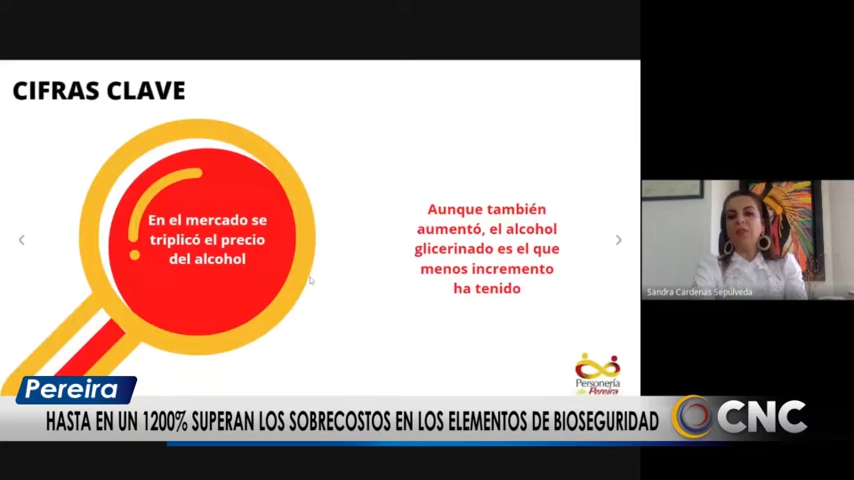 CIFRAS CLAVE
En el mercado se
triplicó el precio
del alcohol
Aunque también
aumentó, el alcohol
glicerinado es el que
menos incremento
ha tenido
Sandra Cardenas Sepúlveda
Personería
de Pereira
Pereira
HASTA EN UN 1200% SUPERAN LOS SOBRECOSTOS EN LOS ELEMENTOS DE BIOSEGURIDAD
CNC